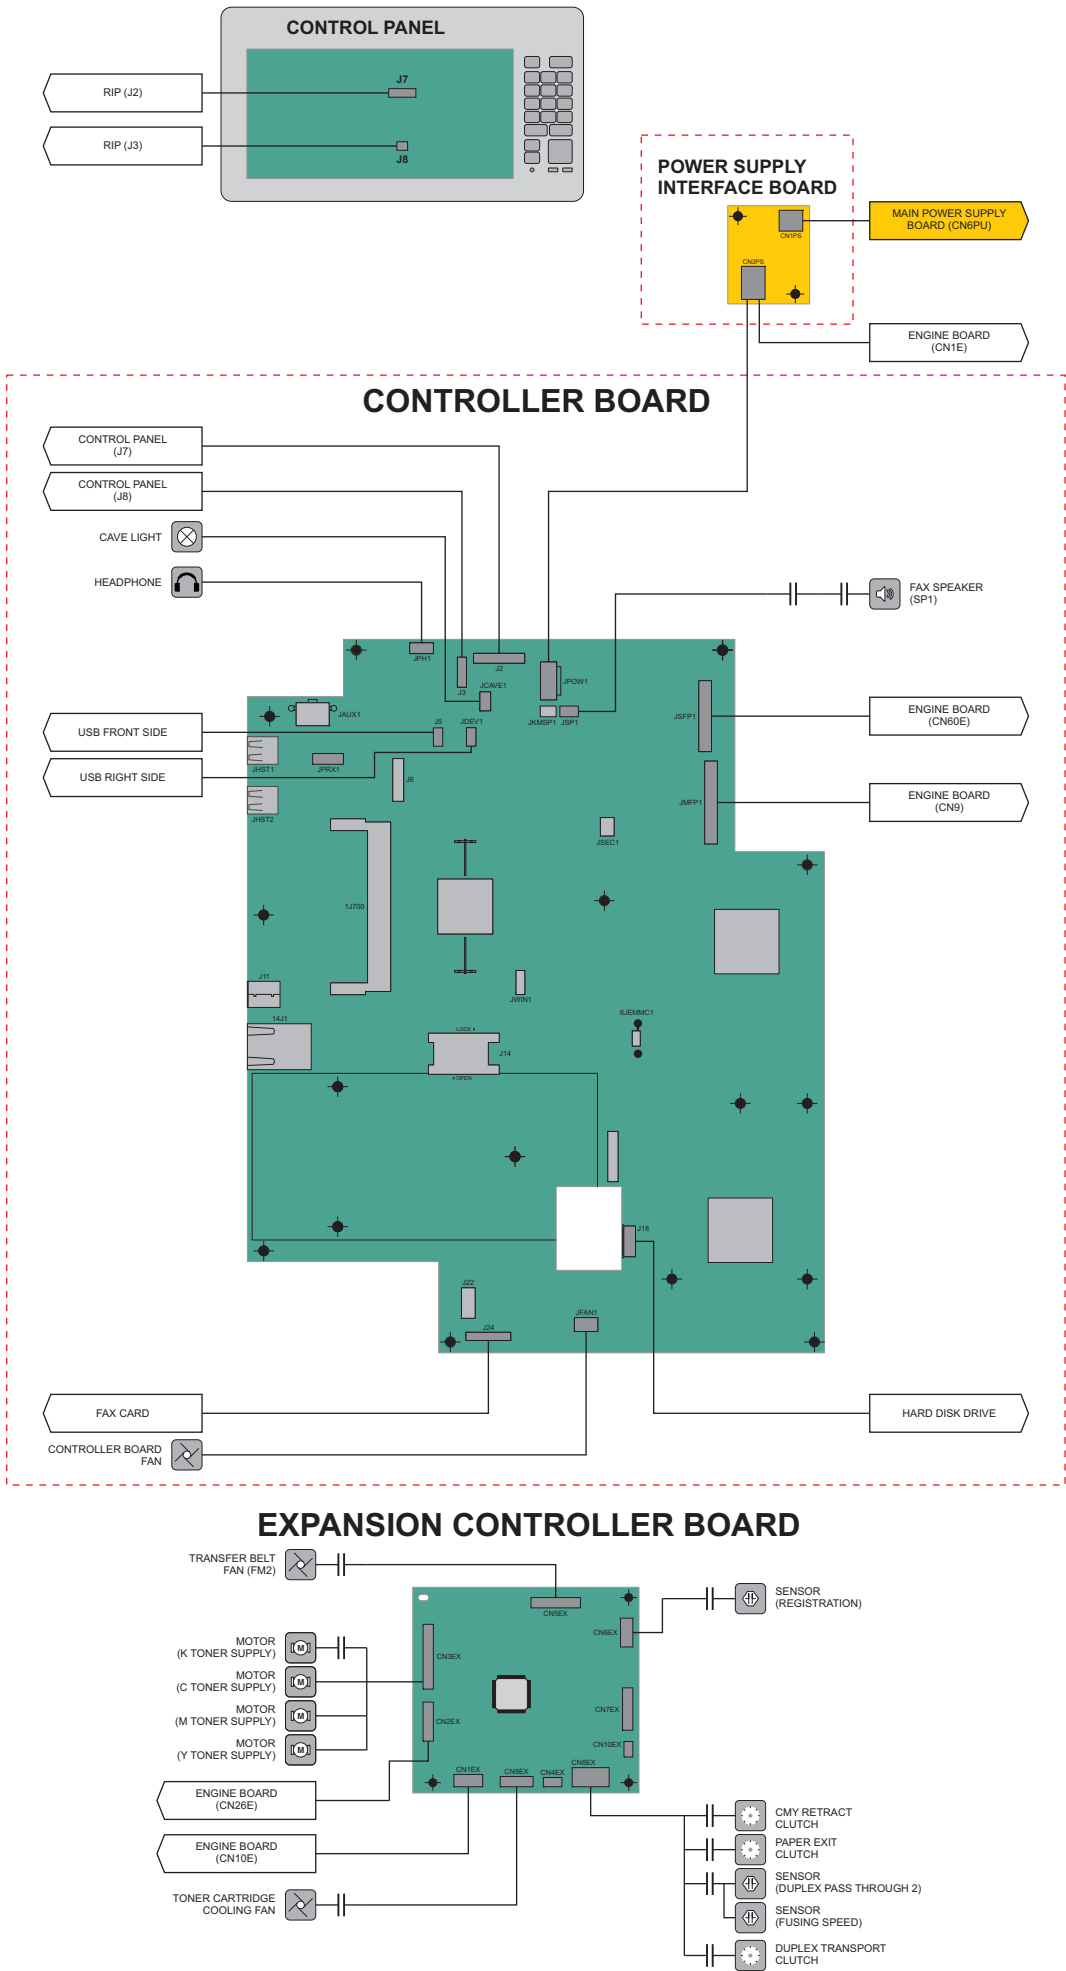 CONTROL PANEL
J7
RIP (J2)
RIP (J3)
J8
POWER SUPPLY
INTERFACE BOARD
MAIN POWER SUPPLY
BOARD (CN6PU)
CN1PS
CN2PS
ENGINE BOARD
(CN1E)
CONTROLLER BOARD
CONTROL PANEL
(J7)
CONTROL PANEL
(J8)
CAVE LIGHT
HEADPHONE
FAX SPEAKER
(SP1)
JPH1
J2
J3
JCAVE1
JPOW1
JAUX1
J5
JDEV1
JKMSP1
JSP1
JSFP1
ENGINE BOARD
(CN60E)
USB FRONT SIDE
USB RIGHT SIDE
JHST1
JPRX1
J6
JHST2
JMFP1
ENGINE BOARD
(CN9)
JSEC1
1J700
J11
JWIN1
14J1
6JEMMC1
LOCK
J14
OPEN
J18
J22
J24
JFAN1
FAX CARD
HARD DISK DRIVE
CONTROLLER BOARD
FAN
EXPANSION CONTROLLER BOARD
TRANSFER BELT
FAN (FM2)
CN5EX
SENSOR
(REGISTRATION)
CN6EX
MOTOR
(K TONER SUPPLY)
M
CN3EX
MOTOR
(C TONER SUPPLY)
M
MOTOR
(M TONER SUPPLY)
M
CN2EX
CN7EX
MOTOR
(Y TONER SUPPLY)
M
CN10EX
CN1EX
CN9EX
CN4EX
CN8EX
ENGINE BOARD
(CN26E)
ENGINE BOARD
(CN10E)
TONER CARTRIDGE
COOLING FAN
CMY RETRACT
CLUTCH
PAPER EXIT
CLUTCH
SENSOR
(DUPLEX PASS THROUGH 2)
SENSOR
(FUSING SPEED)
DUPLEX TRANSPORT
CLUTCH